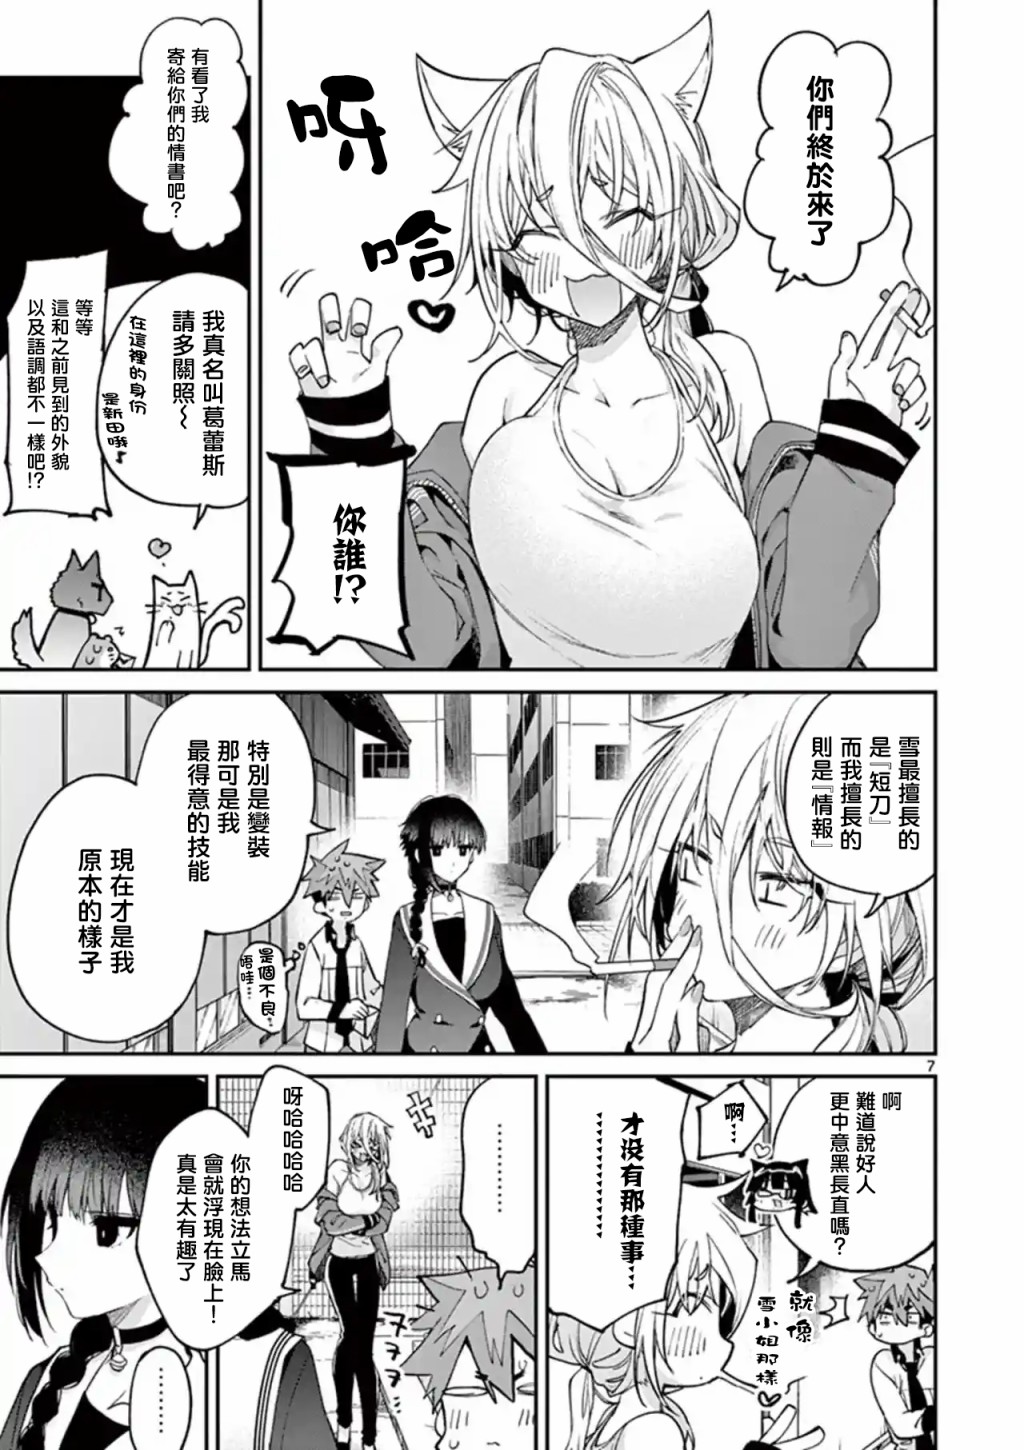 你們終於來了
呀
哈
你誰!?
有看了我
寄給你們的情書吧?
我真名叫葛蕾斯
請多關照~
在這裡的身份
是新田哦♪
等等
這和之前見到的外貌
以及語調都不一樣吧!?
雪最擅長的
是『短刀』
而我擅長的
則是『情報』
特別是變裝
那可是我
最得意的技能
現在才是我
原本的樣子
是個不良…
唔哇…
7
啊
難道說好人
更中意黑長直嗎?
就像
雪小姐那樣
啊…
才没有那種事……
………
呀哈哈哈哈
你的想法立馬
會就浮現在臉上!
真是太有趣了
………